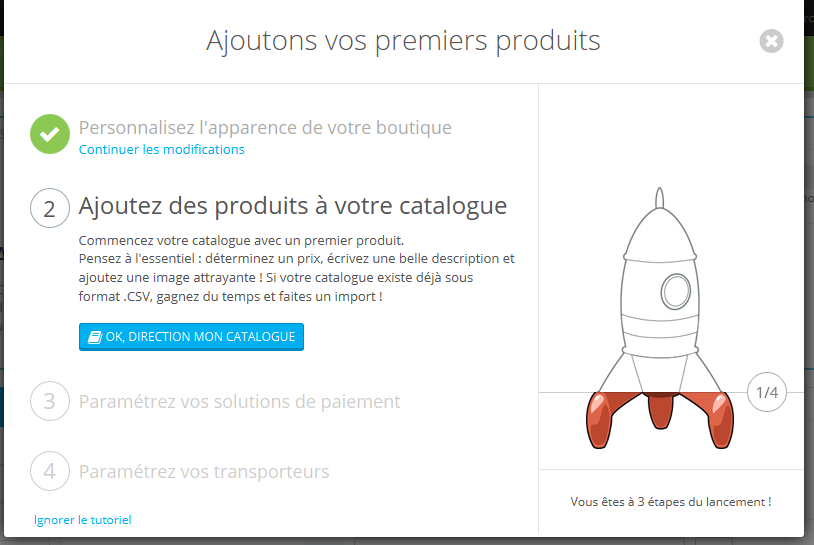 Ajoutons vos premiers produits
Personnalisez l'apparence de votre boutique
Continuer les modifications
2
Ajoutez des produits à votre catalogue
Commencez votre catalogue avec un premier produit.
Pensez à l'essentiel : déterminez un prix, écrivez une belle description et
ajoutez une image attrayante ! Si votre catalogue existe déjà sous
format .CSV, gagnez du temps et faites un import !
OK, DIRECTION MON CATALOGUE
3
Paramétrez vos solutions de paiement
4
Paramétrez vos transporteurs
Ignorer le tutoriel
1/4
Vous êtes à 3 étapes du lancement !